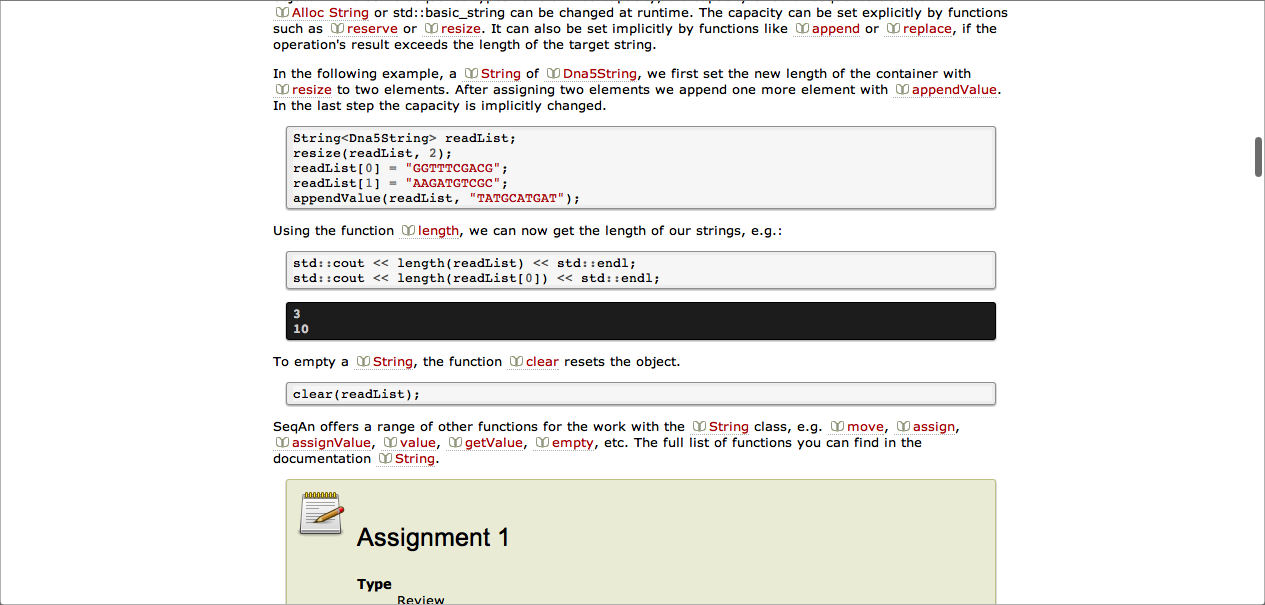 Alloc String or std::basic_string can be changed at runtime. The capacity can be set explicitly by functions
such as reserve or resize. It can also be set implicitly by functions like append or replace, if the
operation's result exceeds the length of the target string.
In the following example, a String of Dna5String, we first set the new length of the container with
resize to two elements. After assigning two elements we append one more element with appendValue.
In the last step the capacity is implicitly changed.
String<Dna5String> readList;
resize(readList, 2);
readList[0] = "GGTTTCGACG";
readList[1] = "AAGATGTCGC";
appendValue(readList, "TATGCATGAT");
Using the function length, we can now get the length of our strings, e.g.:
std::cout << length(readList) << std::endl;
std::cout << length(readList[0]) << std::endl;
3
10
To empty a String, the function clear resets the object.
clear(readList);
SeqAn offers a range of other functions for the work with the String class, e.g. move, assign,
assignValue, value, getValue, empty, etc. The full list of functions you can find in the
documentation String.
Assignment 1
Type
Review